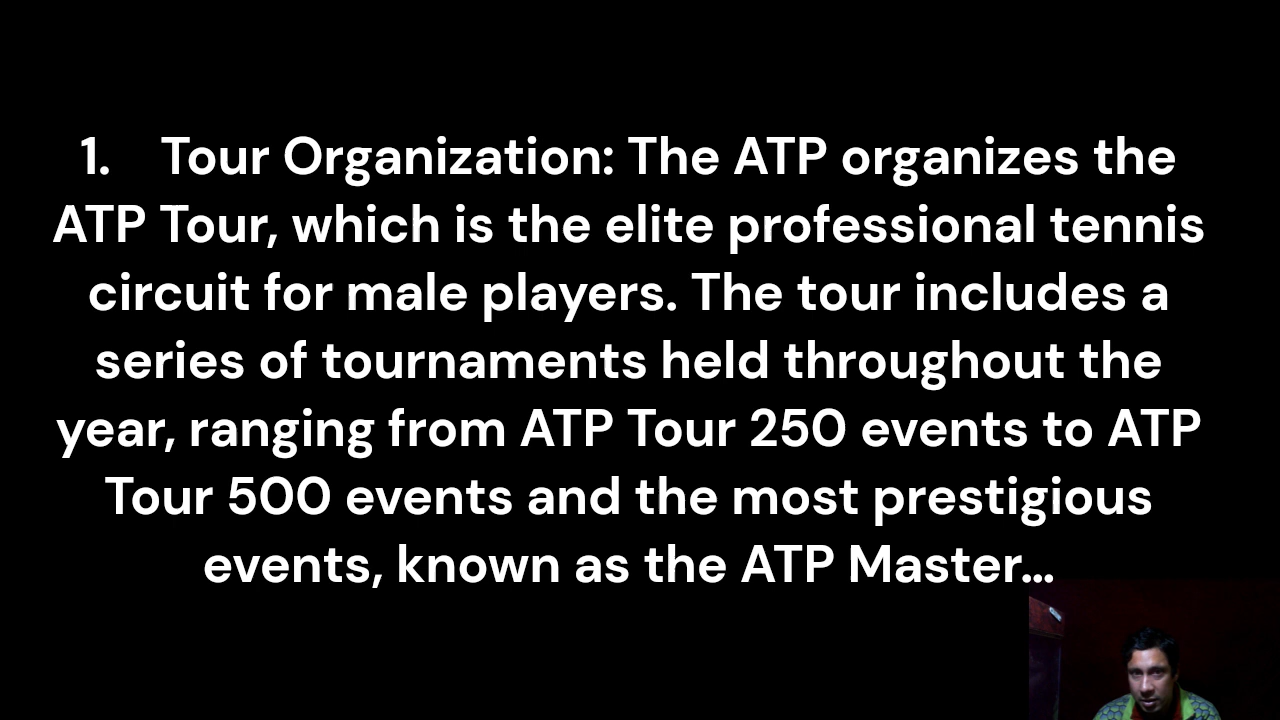 1. Tour Organization: The ATP organizes the
ATP Tour, which is the elite professional tennis
circuit for male players. The tour includes a
series of tournaments held throughout the
year, ranging from ATP Tour 250 events to ATP
Tour 500 events and the most prestigious
events, known as the ATP Master...